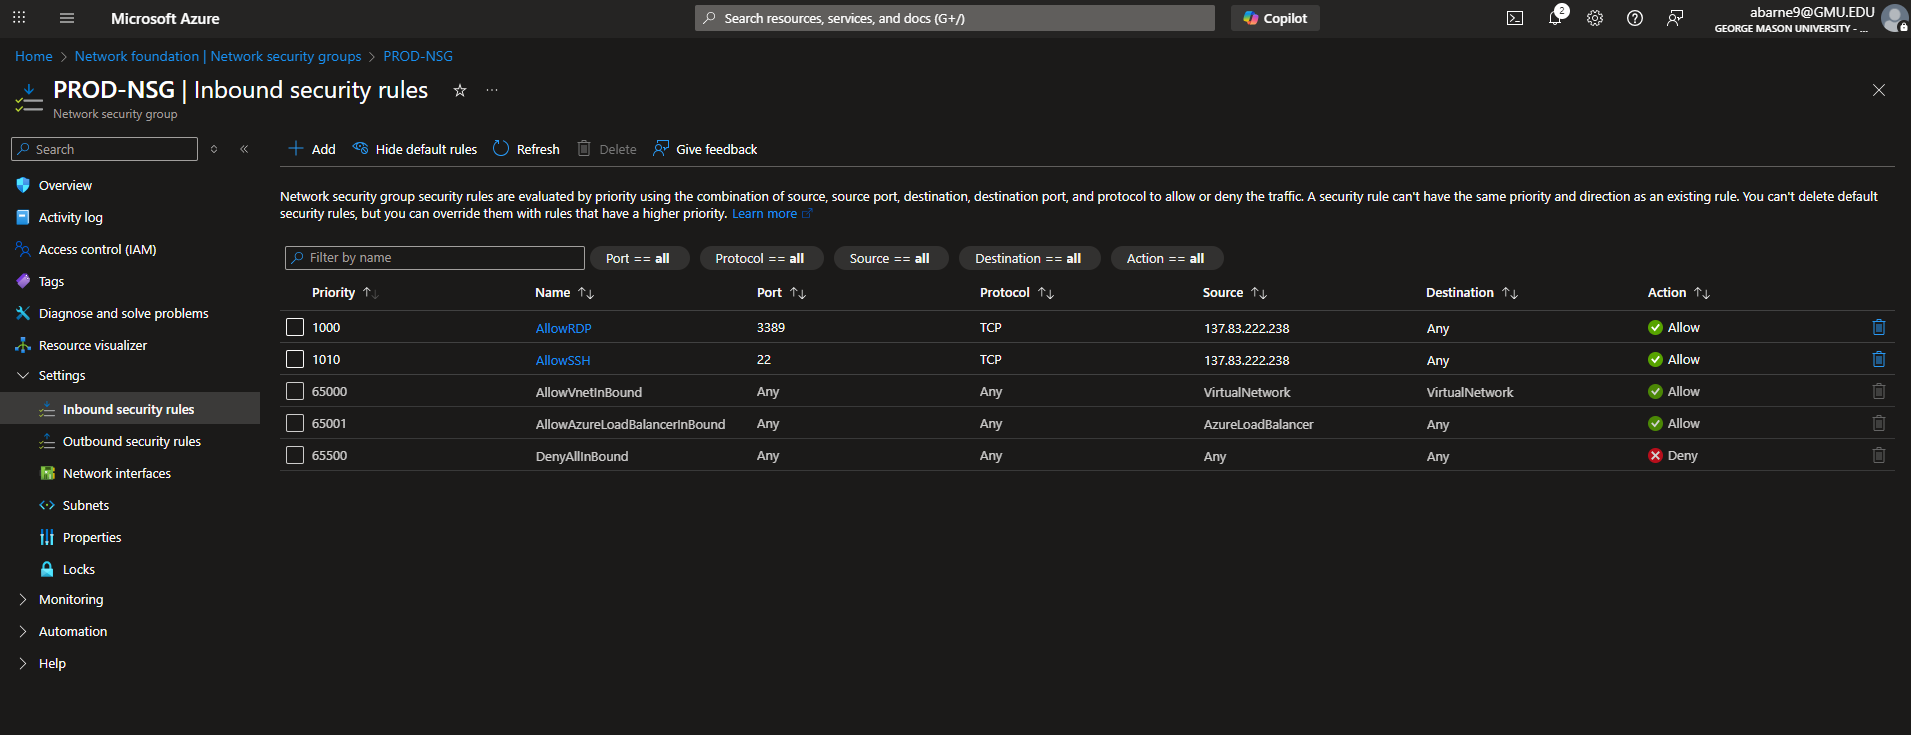 Microsoft Azure
Search resources, services, and docs (G+/)
Copilot
2
abarne9@GMU.EDU
GEORGE MASON UNIVERSITY - ...
Home > Network foundation | Network security groups > PROD-NSG
PROD-NSG | Inbound security rules
Network security group
Search
Add
Hide default rules
Refresh
Delete
Give feedback
Overview
Activity log
Access control (IAM)
Tags
Diagnose and solve problems
Resource visualizer
Settings
Inbound security rules
Outbound security rules
Network interfaces
Subnets
Properties
Locks
Monitoring
Automation
Help
Network security group security rules are evaluated by priority using the combination of source, source port, destination, destination port, and protocol to allow or deny the traffic. A security rule can't have the same priority and direction as an existing rule. You can't delete default
security rules, but you can override them with rules that have a higher priority. Learn more
Filter by name
Port == all
Protocol == all
Source == all
Destination == all
Action == all
Priority Name Port Protocol Source Destination Action
1000 AllowRDP 3389 TCP 137.83.222.238 Any Allow
1010 AllowSSH 22 TCP 137.83.222.238 Any Allow
65000 AllowVnetInBound Any Any VirtualNetwork VirtualNetwork Allow
65001 AllowAzureLoadBalancerInBound Any Any AzureLoadBalancer Any Allow
65500 DenyAllInBound Any Any Any Any Deny